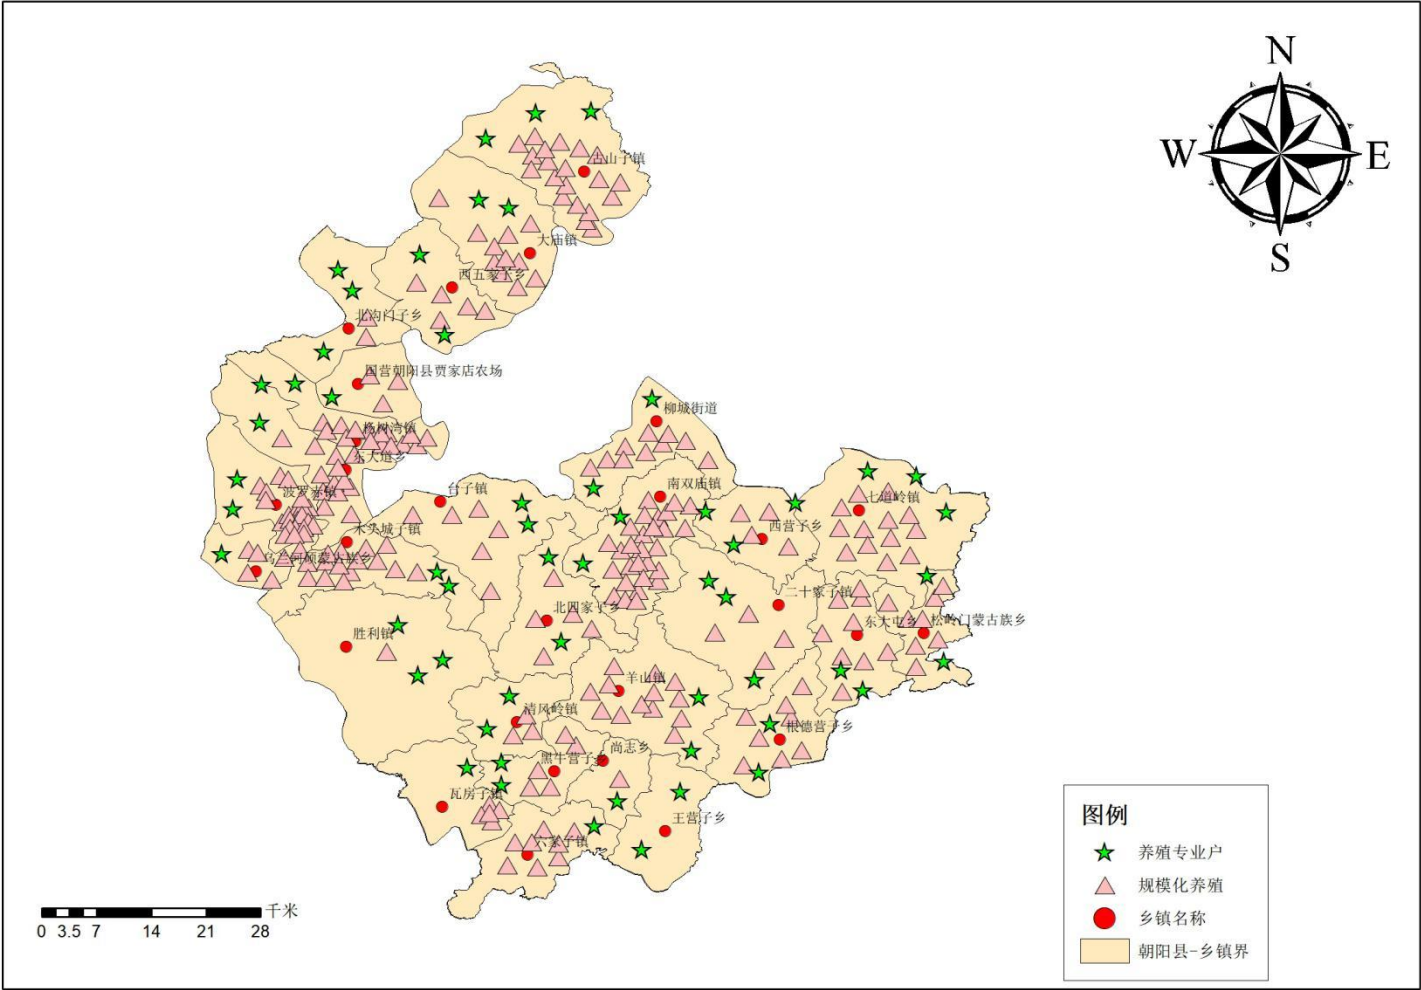 N
W
E
S
古山子镇
大庙镇
西五家子乡
北沟门子乡
国营朝阳县贾家店农场
柳城街道
杨树湾镇
东大道乡
台子镇
南双庙镇
七道岭镇
波罗赤镇
木头城子镇
西营子乡
乌兰河硕蒙古族乡
二十家子镇
北四家子乡
东大屯乡
松岭门蒙古族乡
胜利镇
羊山镇
清风岭镇
根德营子乡
尚志乡
黑牛营子乡
瓦房子镇
王营子乡
六家子镇
图例
养殖专业户
规模化养殖
乡镇名称
朝阳县-乡镇界
千米
0 3.5 7 14 21 28